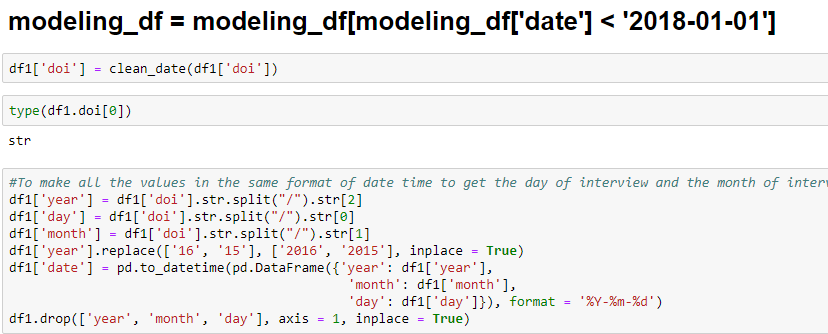 modeling_df = modeling_df[modeling_df['date'] < '2018-01-01']
df1['doi'] = clean_date(df1['doi'])
type(df1.doi[0])
str
#To make all the values in the same format of date time to get the day of interview and the month of interv
df1['year'] = df1['doi'].str.split("/").str[2]
df1['day'] = df1['doi'].str.split("/").str[0]
df1['month'] = df1['doi'].str.split("/").str[1]
df1['year'].replace(['16', '15'], ['2016', '2015'], inplace = True)
df1['date'] = pd.to_datetime(pd.DataFrame({'year': df1['year'],
'month': df1['month'],
'day': df1['day']}), format = '%Y-%m-%d')
df1.drop(['year', 'month', 'day'], axis = 1, inplace = True)